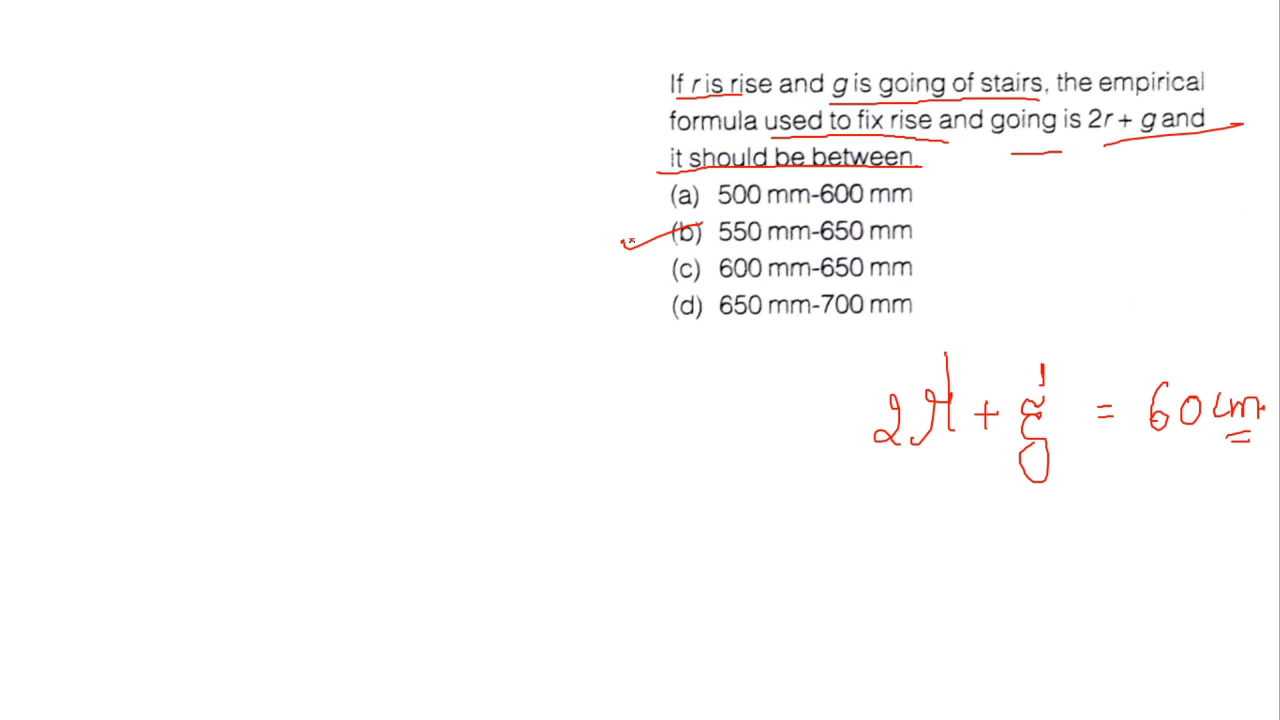 If r is rise and g is going of stairs, the empirical
formula used to fix rise and going is 2r + g and
it should be between
(a) 500 mm-600 mm
(b) 550 mm-650 mm
(c) 600 mm-650 mm
(d) 650 mm-700 mm
2r + g = 60 cm